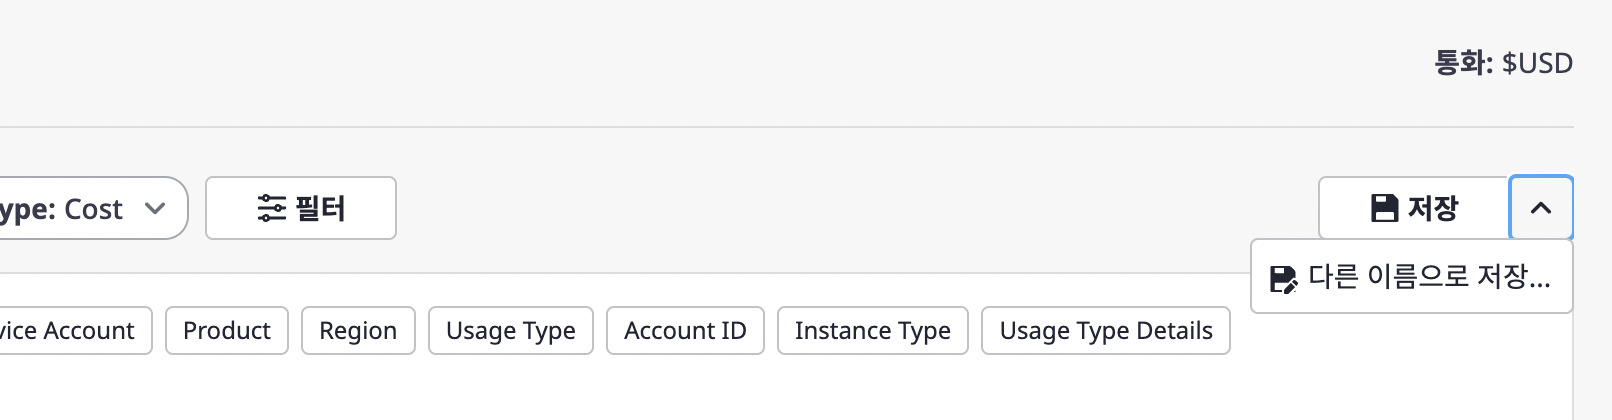 통화: $USD
ype: Cost
필터
저장
다른 이름으로 저장...
vice Account
Product
Region
Usage Type
Account ID
Instance Type
Usage Type Details